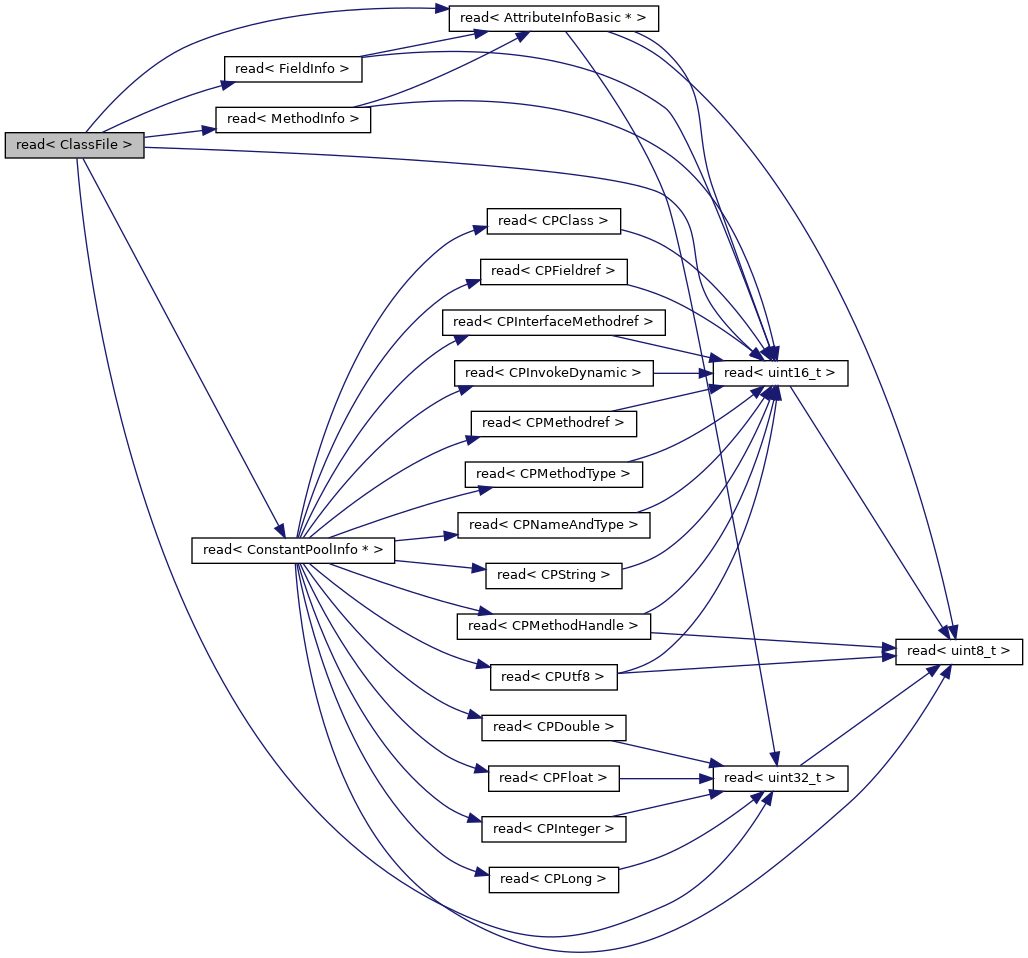 read< AttributeInfoBasic * >
read< FieldInfo >
read< MethodInfo >
read< ClassFile >
read< CPClass >
read< CPFieldref >
read< CPInterfaceMethodref >
read< CPInvokeDynamic >
read< uint16_t >
read< CPMethodref >
read< CPMethodType >
read< CPNameAndType >
read< ConstantPoolInfo * >
read< CPString >
read< CPMethodHandle >
read< uint8_t >
read< CPUtf8 >
read< CPDouble >
read< CPFloat >
read< uint32_t >
read< CPInteger >
read< CPLong >